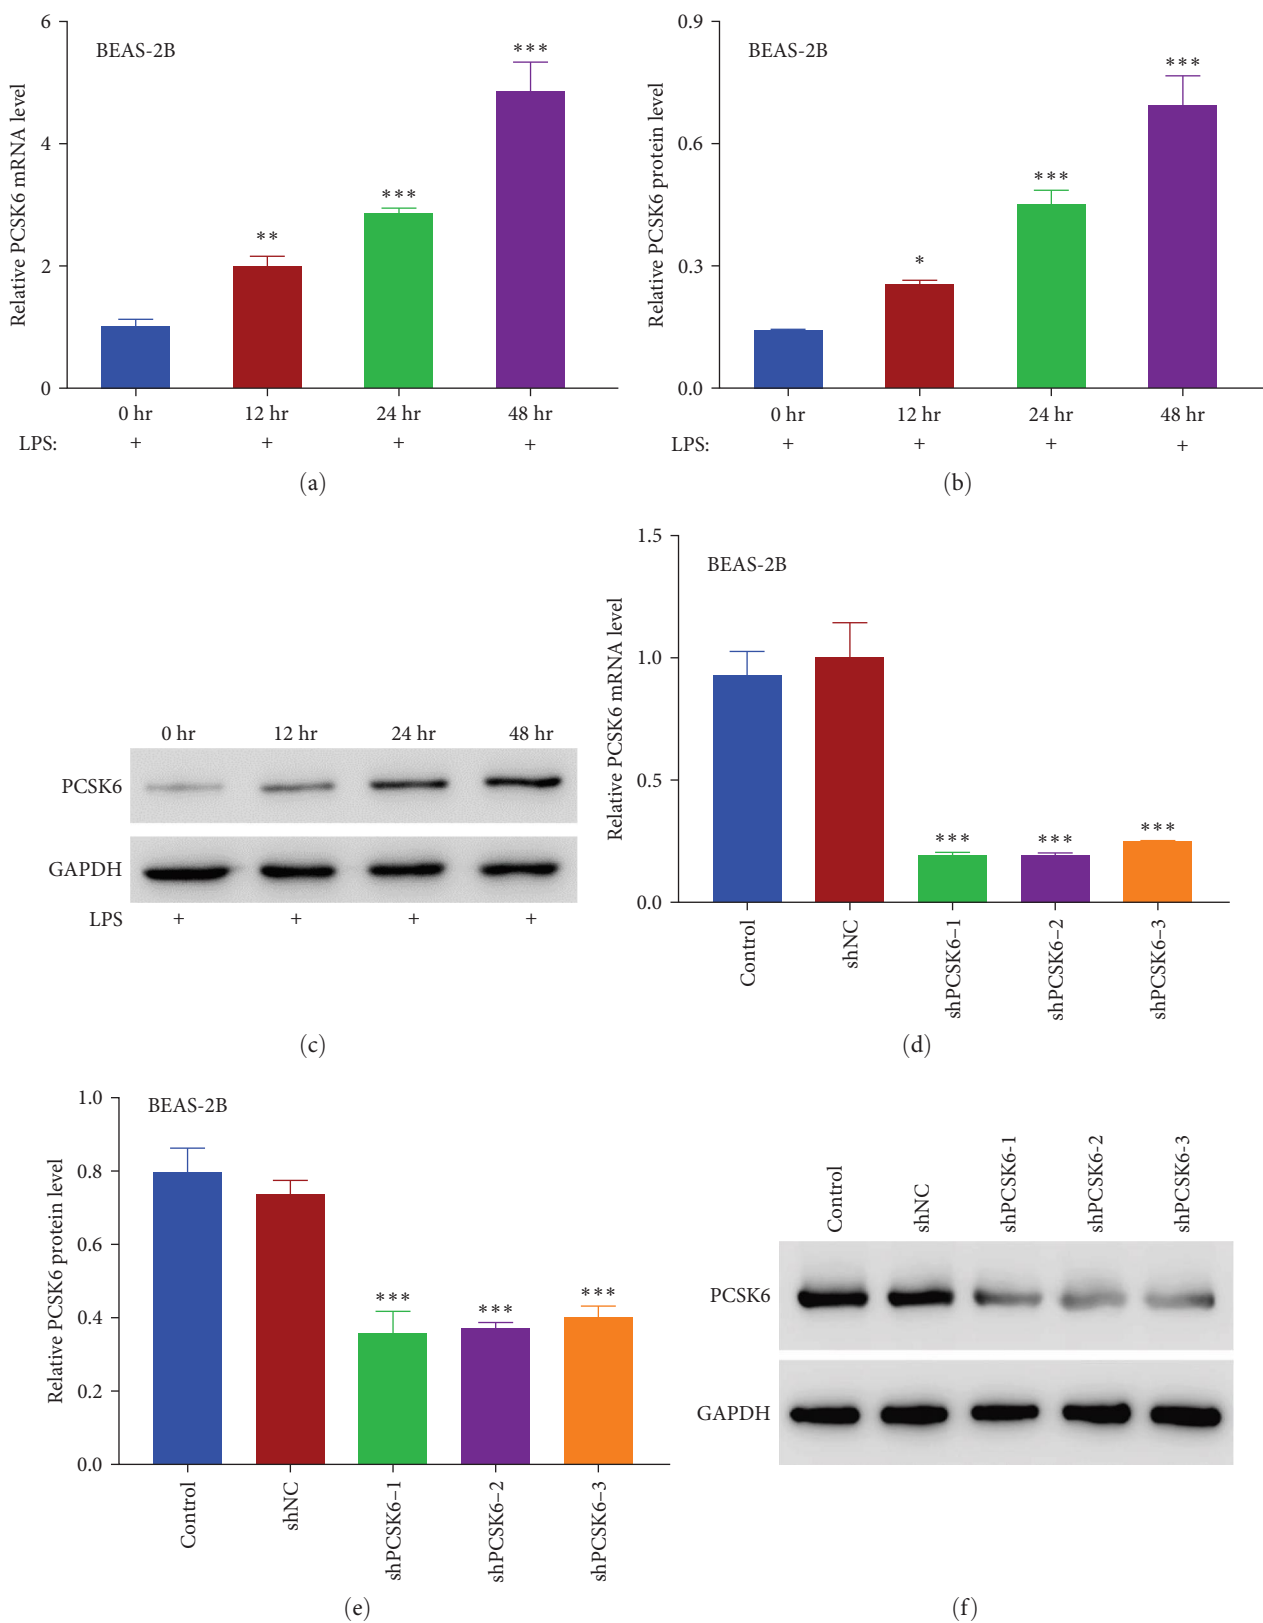 6
4
2
0
Relative PCSK6 mRNA level
BEAS-2B
**
***
***
0 hr 12 hr 24 hr 48 hr
LPS: + + + +
(a)
0.9
0.6
0.3
0.0
Relative PCSK6 protein level
BEAS-2B
*
***
***
0 hr 12 hr 24 hr 48 hr
LPS: + + + +
(b)
0 hr 12 hr 24 hr 48 hr
PCSK6
GAPDH
LPS + + + +
(c)
1.5
1.0
0.5
0.0
Relative PCSK6 mRNA level
BEAS-2B
*** *** ***
Control
shNC
shPCSK6–1
shPCSK6–2
shPCSK6–3
(d)
1.0
0.8
0.6
0.4
0.2
0.0
Relative PCSK6 protein level
BEAS-2B
*** *** ***
Control
shNC
shPCSK6–1
shPCSK6–2
shPCSK6–3
(e)
Control
shNC
shPCSK6-1
shPCSK6-2
shPCSK6-3
PCSK6
GAPDH
(f)